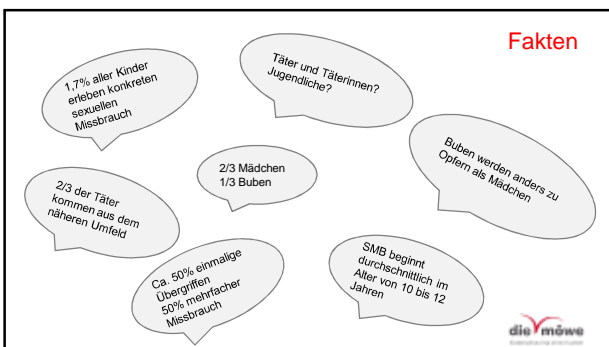 Fakten
1,7% aller Kinder
erleben konkreten
sexuellen
Missbrauch
Täter und Täterinnen?
Jugendliche?
Buben werden anders zu
Opfern als Mädchen
2/3 Mädchen
1/3 Buben
2/3 der Täter
kommen aus dem
näheren Umfeld
Ca. 50% einmalige
Übergriffen
50% mehrfacher
Missbrauch
SMB beginnt
durchschnittlich im
Alter von 10 bis 12
Jahren
die möwe